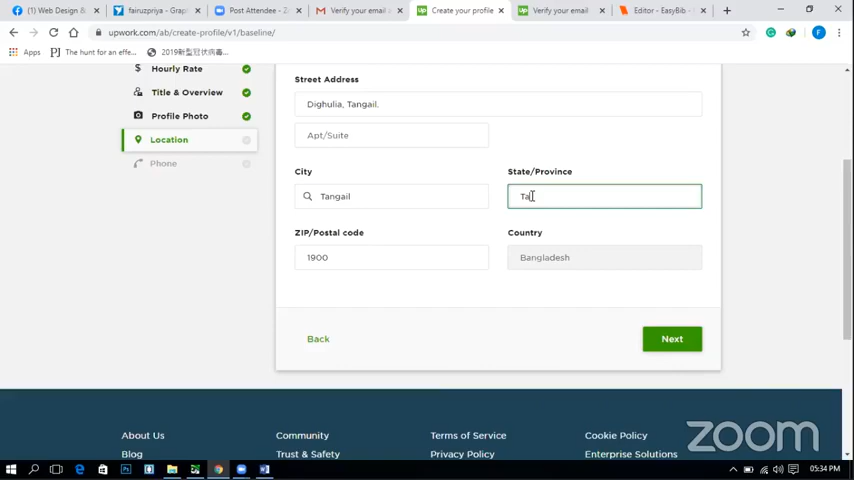 (1) Web Design &
fairuzpriya - Grap
Post Attendee - Z
Verify your email a
Create your profile
Verify your email
Editor - EasyBib
upwork.com/ab/create-profile/v1/baseline/
Apps
The hunt for an effe...
2019新冠状病毒...
Hourly Rate
Title & Overview
Profile Photo
Location
Phone
Street Address
Dighulia, Tangail.
Apt/Suite
City
State/Province
Tangail
Ta
ZIP/Postal code
Country
1900
Bangladesh
Back
Next
About Us
Community
Terms of Service
Cookie Policy
Blog
Trust & Safety
Privacy Policy
Enterprise Solutions
zoom
05:34 PM